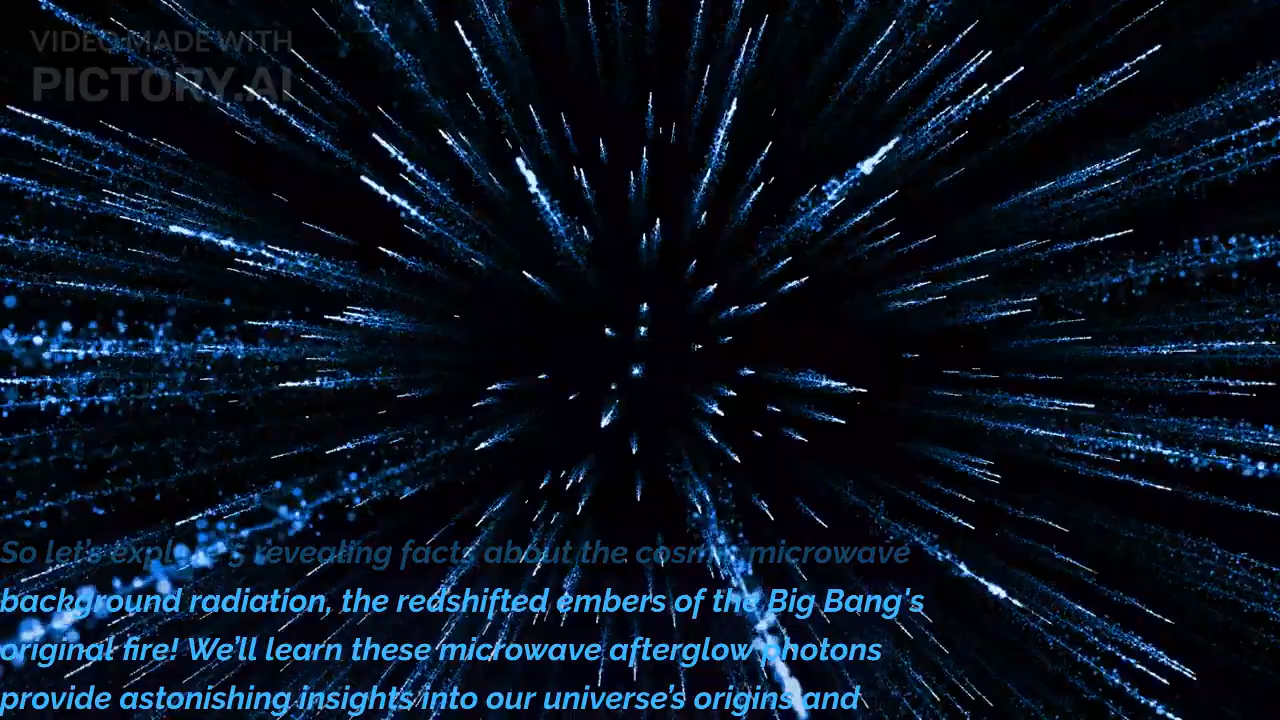 VIDEO MADE WITH
PICTORY.AI
So let's explore 5 revealing facts about the cosmic microwave
background radiation, the redshifted embers of the Big Bang's
original fire! We’ll learn these microwave afterglow photons
provide astonishing insights into our universe’s origins and